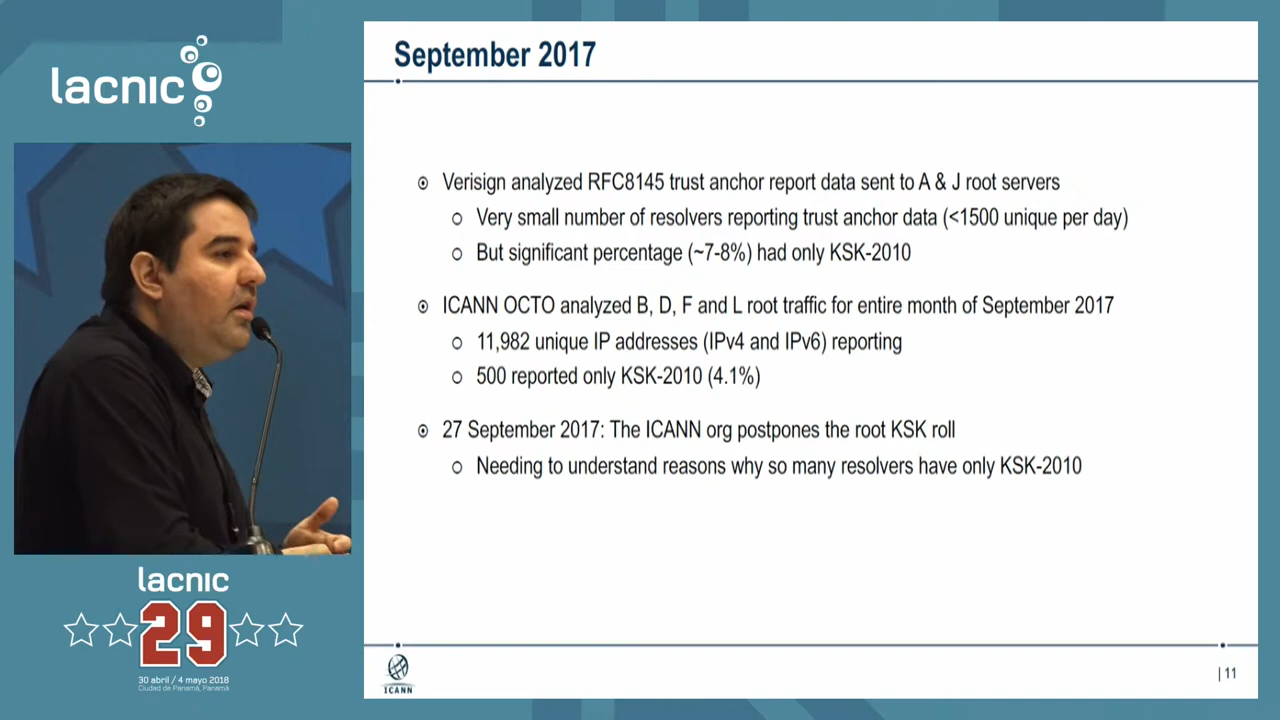 lacnic
lacnic
29
30 abril / 4 mayo 2018
Ciudad de Panamá, Panamá
September 2017
Verisign analyzed RFC8145 trust anchor report data sent to A & J root servers
Very small number of resolvers reporting trust anchor data (<1500 unique per day)
But significant percentage (~7-8%) had only KSK-2010
ICANN OCTO analyzed B, D, F and L root traffic for entire month of September 2017
11,982 unique IP addresses (IPv4 and IPv6) reporting
500 reported only KSK-2010 (4.1%)
27 September 2017: The ICANN org postpones the root KSK roll
Needing to understand reasons why so many resolvers have only KSK-2010
ICANN
| 11